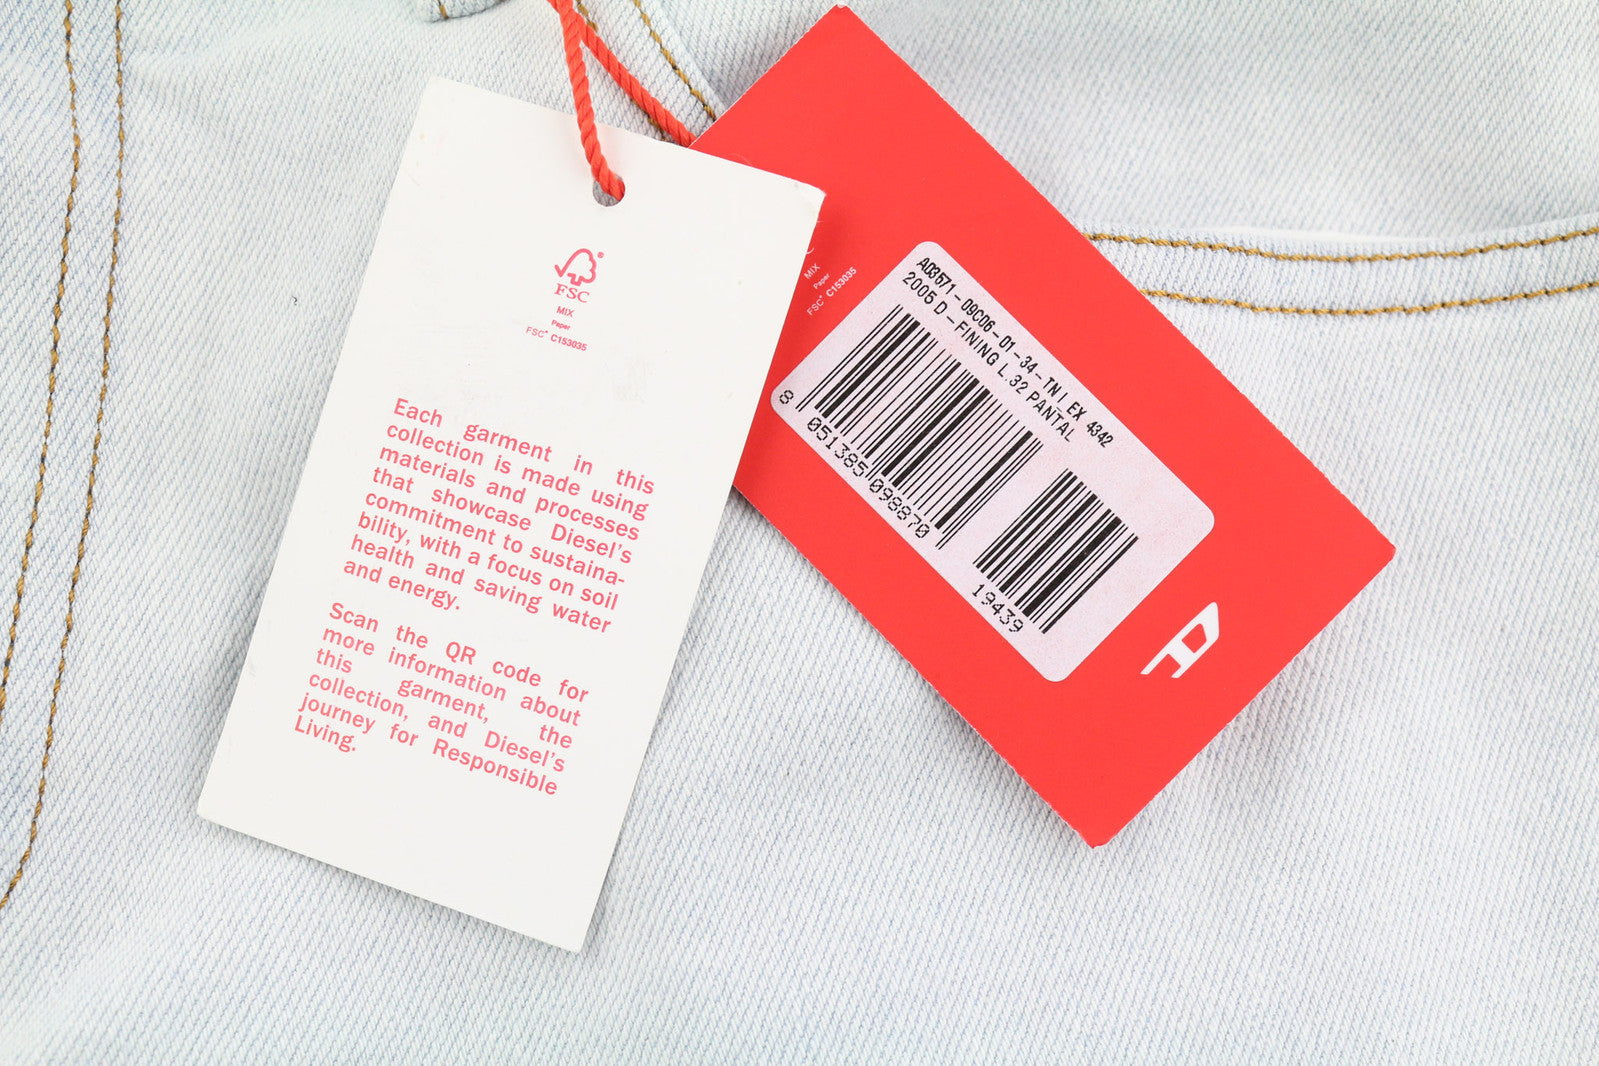 FSC
MIX
Paper
FSC® C153035
Each garment in this
collection is made using
materials and processes
that showcase Diesel's
commitment to sustaina-
bility, with a focus on soil
health and saving water
and energy.
Scan the QR code for
more information about
this garment, the
collection, and Diesel's
journey for Responsible
Living.
MIX
Paper
FSC® C153035
A03571-09C06-01-34-TN I EX 4342
2005 D-FINING L.32 PANTAL
8 051385 098870
19439
D